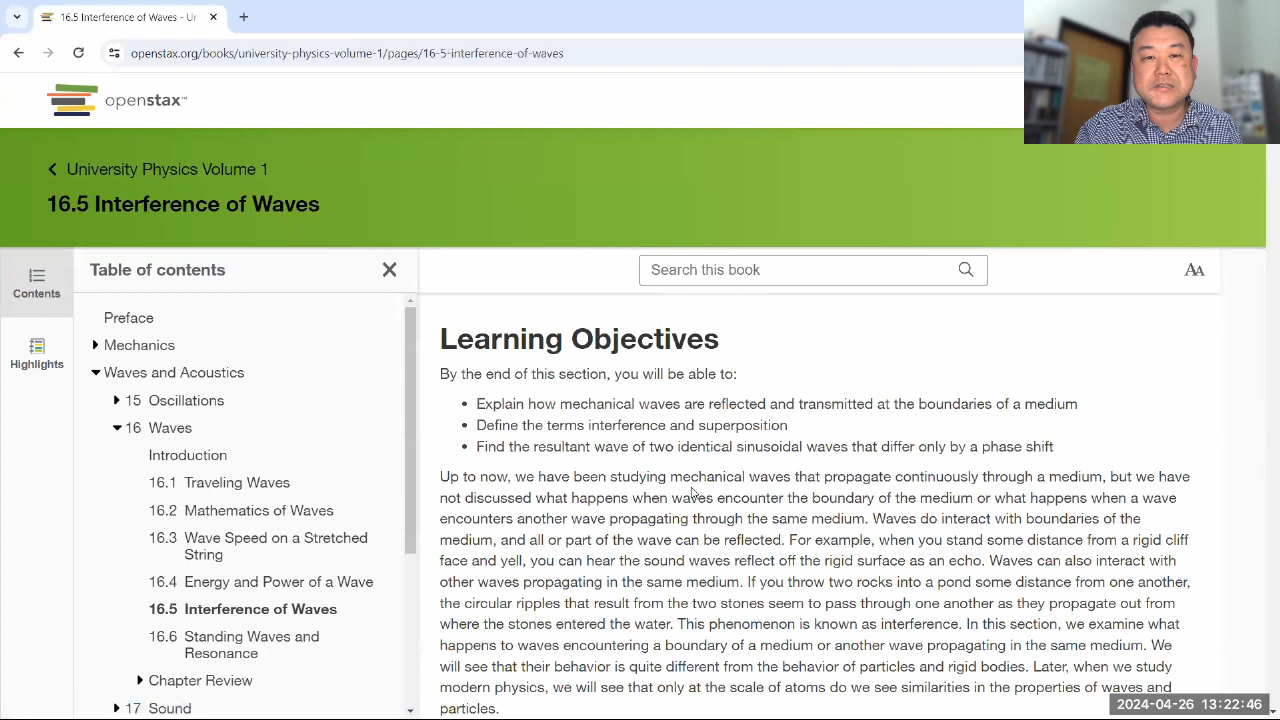 16.5 Interference of Waves - Ur
openstax.org/books/university-physics-volume-1/pages/16-5-interference-of-waves
openstax™
University Physics Volume 1
16.5 Interference of Waves
Contents
Highlights
Table of contents
Preface
Mechanics
Waves and Acoustics
15 Oscillations
16 Waves
Introduction
16.1 Traveling Waves
16.2 Mathematics of Waves
16.3 Wave Speed on a Stretched
String
16.4 Energy and Power of a Wave
16.5 Interference of Waves
16.6 Standing Waves and
Resonance
Chapter Review
17 Sound
Search this book
AA
Learning Objectives
By the end of this section, you will be able to:
• Explain how mechanical waves are reflected and transmitted at the boundaries of a medium
• Define the terms interference and superposition
• Find the resultant wave of two identical sinusoidal waves that differ only by a phase shift
Up to now, we have been studying mechanical waves that propagate continuously through a medium, but we have
not discussed what happens when waves encounter the boundary of the medium or what happens when a wave
encounters another wave propagating through the same medium. Waves do interact with boundaries of the
medium, and all or part of the wave can be reflected. For example, when you stand some distance from a rigid cliff
face and yell, you can hear the sound waves reflect off the rigid surface as an echo. Waves can also interact with
other waves propagating in the same medium. If you throw two rocks into a pond some distance from one another,
the circular ripples that result from the two stones seem to pass through one another as they propagate out from
where the stones entered the water. This phenomenon is known as interference. In this section, we examine what
happens to waves encountering a boundary of a medium or another wave propagating in the same medium. We
will see that their behavior is quite different from the behavior of particles and rigid bodies. Later, when we study
modern physics, we will see that only at the scale of atoms do we see similarities in the properties of waves and
particles.
2024-04-26 13:22:46